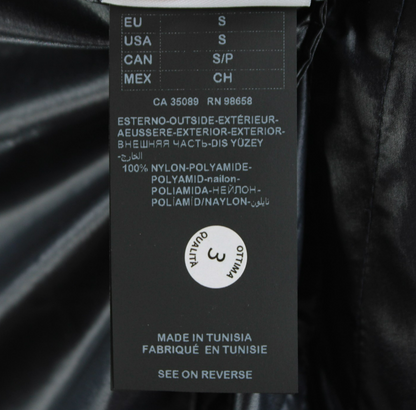 EU S
USA S
CAN S/P
MEX CH
CA 35089 RN 98658
ESTERNO-OUTSIDE-EXTÉRIEUR-
AEUSSERE-EXTERIOR-EXTERIOR-
ВНЕШНЯЯ ЧАСТЬ-DIS YÜZEY
-الخارج
100% NYLON-POLYAMIDE-
POLYAMID-nailon-
POLIAMIDA-НЕЙЛОН-
POLİAMİD/NAYLON-نايلون
OTTIMA QUALITÀ
3
MADE IN TUNISIA
FABRIQUÉ EN TUNISIE
SEE ON REVERSE